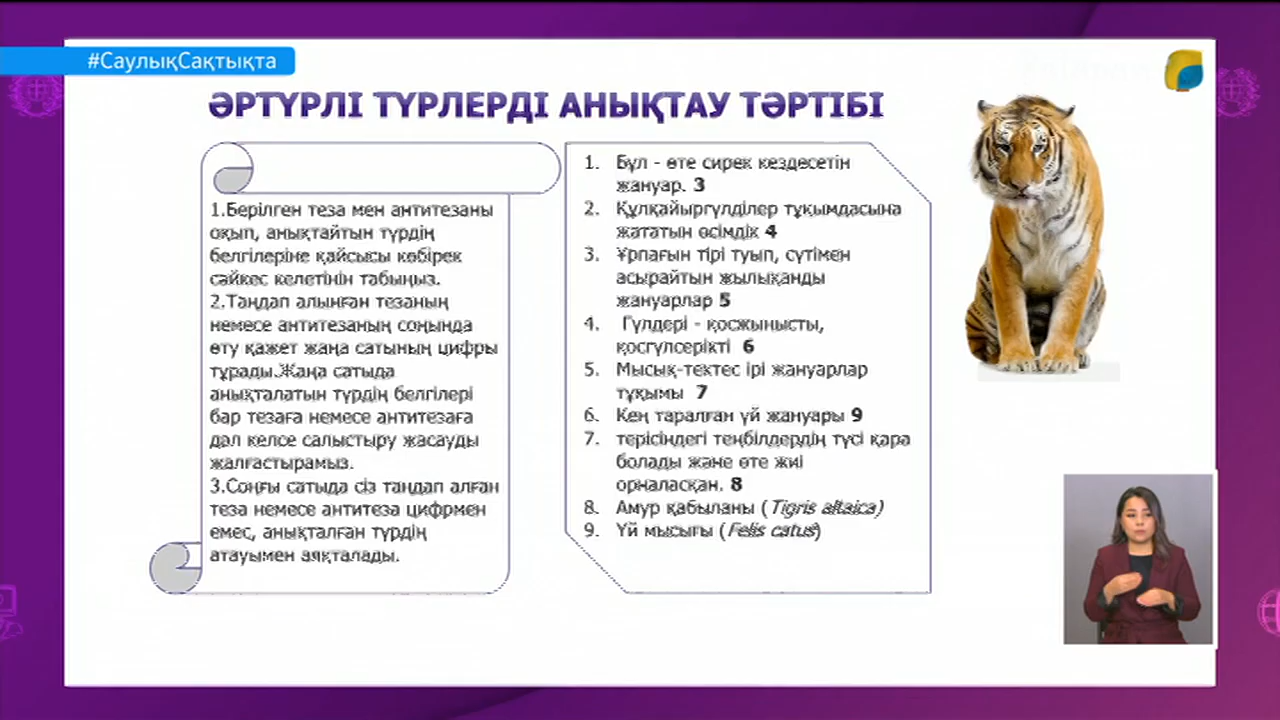 #СаулықСақтықта
ӘРТҮРЛІ ТҮРЛЕРДІ АНЫҚТАУ ТӘРТІБІ
1.Берілген теза мен антитезаны
оқып, анықтайтын түрдің
белгілеріне қайсысы көбірек
сәйкес келетінін табыңыз.
2.Таңдап алынған тезаның
немесе антитезаның соңында
өту қажет жаңа сатының цифры
тұрады.Жаңа сатыда
анықталатын түрдің белгілері
бар тезаға немесе антитезаға
дәл келсе салыстыру жасауды
жалғастырамыз.
3.Соңғы сатыда сіз таңдап алған
теза немесе антитеза цифрмен
емес, анықталған түрдің
атауымен аяқталады.
1. Бұл - өте сирек кездесетін
жануар. 3
2. Құлқайыргүлділер тұқымдасына
жататын өсімдік 4
3. Ұрпағын тірі туып, сүтімен
асырайтын жылықанды
жануарлар 5
4. Гүлдері - қосжынысты,
қосгүлсерікті 6
5. Мысық-тектес ірі жануарлар
тұқымы 7
6. Кең таралған үй жануары 9
7. терісіндегі теңбілдердің түсі қара
болады және өте жиі
орналасқан. 8
8. Амур қабыланы (Tigris altaica)
9. Үй мысығы (Felis catus)